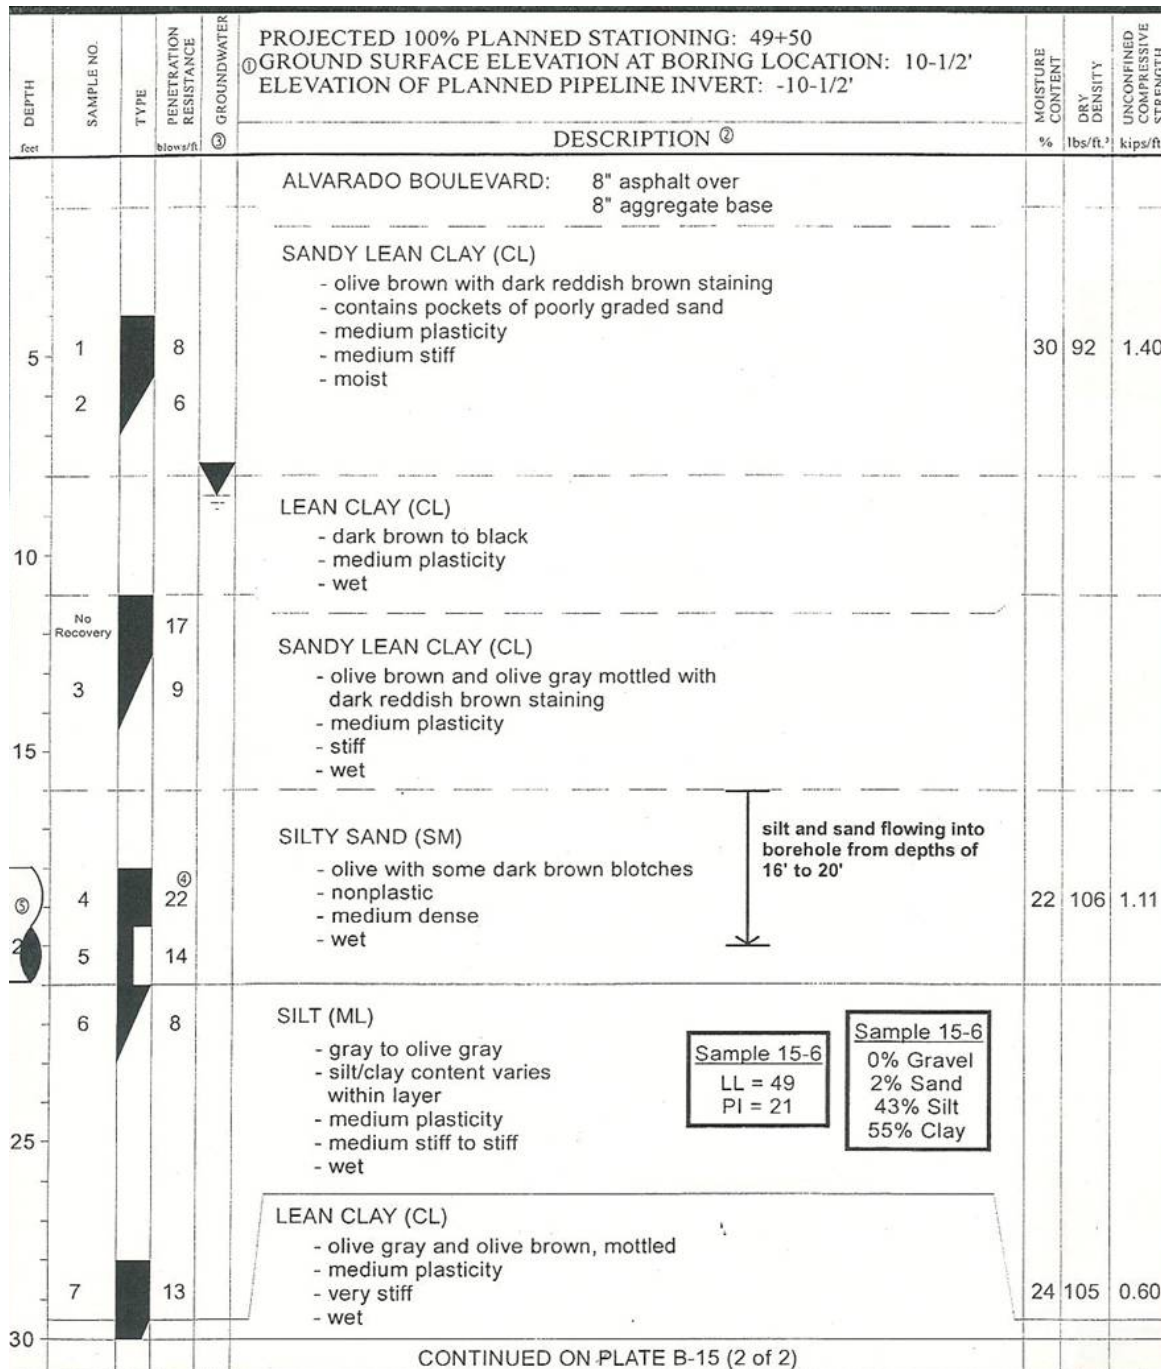 DEPTH
feet
SAMPLE NO.
TYPE
PENETRATION
RESISTANCE
blows/ft
GROUNDWATER
③
PROJECTED 100% PLANNED STATIONING: 49+50
① GROUND SURFACE ELEVATION AT BORING LOCATION: 10-1/2'
ELEVATION OF PLANNED PIPELINE INVERT: -10-1/2'
DESCRIPTION ②
MOISTURE
CONTENT
%
DRY
DENSITY
lbs/ft.³
UNCONFINED
COMPRESSIVE
STRENGTH
kips/ft
ALVARADO BOULEVARD: 8" asphalt over
8" aggregate base
SANDY LEAN CLAY (CL)
- olive brown with dark reddish brown staining
- contains pockets of poorly graded sand
- medium plasticity
- medium stiff
- moist
5 1 8 30 92 1.40
2 6
LEAN CLAY (CL)
- dark brown to black
- medium plasticity
- wet
10
No
Recovery
17
SANDY LEAN CLAY (CL)
- olive brown and olive gray mottled with
dark reddish brown staining
- medium plasticity
- stiff
- wet
3 9
15
silt and sand flowing into
borehole from depths of
16' to 20'
SILTY SAND (SM)
- olive with some dark brown blotches
- nonplastic
- medium dense
- wet
④
⑤ 4 22 22 106 1.11
2 5 14
6 8
SILT (ML)
- gray to olive gray
- silt/clay content varies
within layer
- medium plasticity
- medium stiff to stiff
- wet
Sample 15-6
LL = 49
PI = 21
Sample 15-6
0% Gravel
2% Sand
43% Silt
55% Clay
25
LEAN CLAY (CL)
- olive gray and olive brown, mottled
- medium plasticity
- very stiff
- wet
7 13 24 105 0.60
30
CONTINUED ON PLATE B-15 (2 of 2)